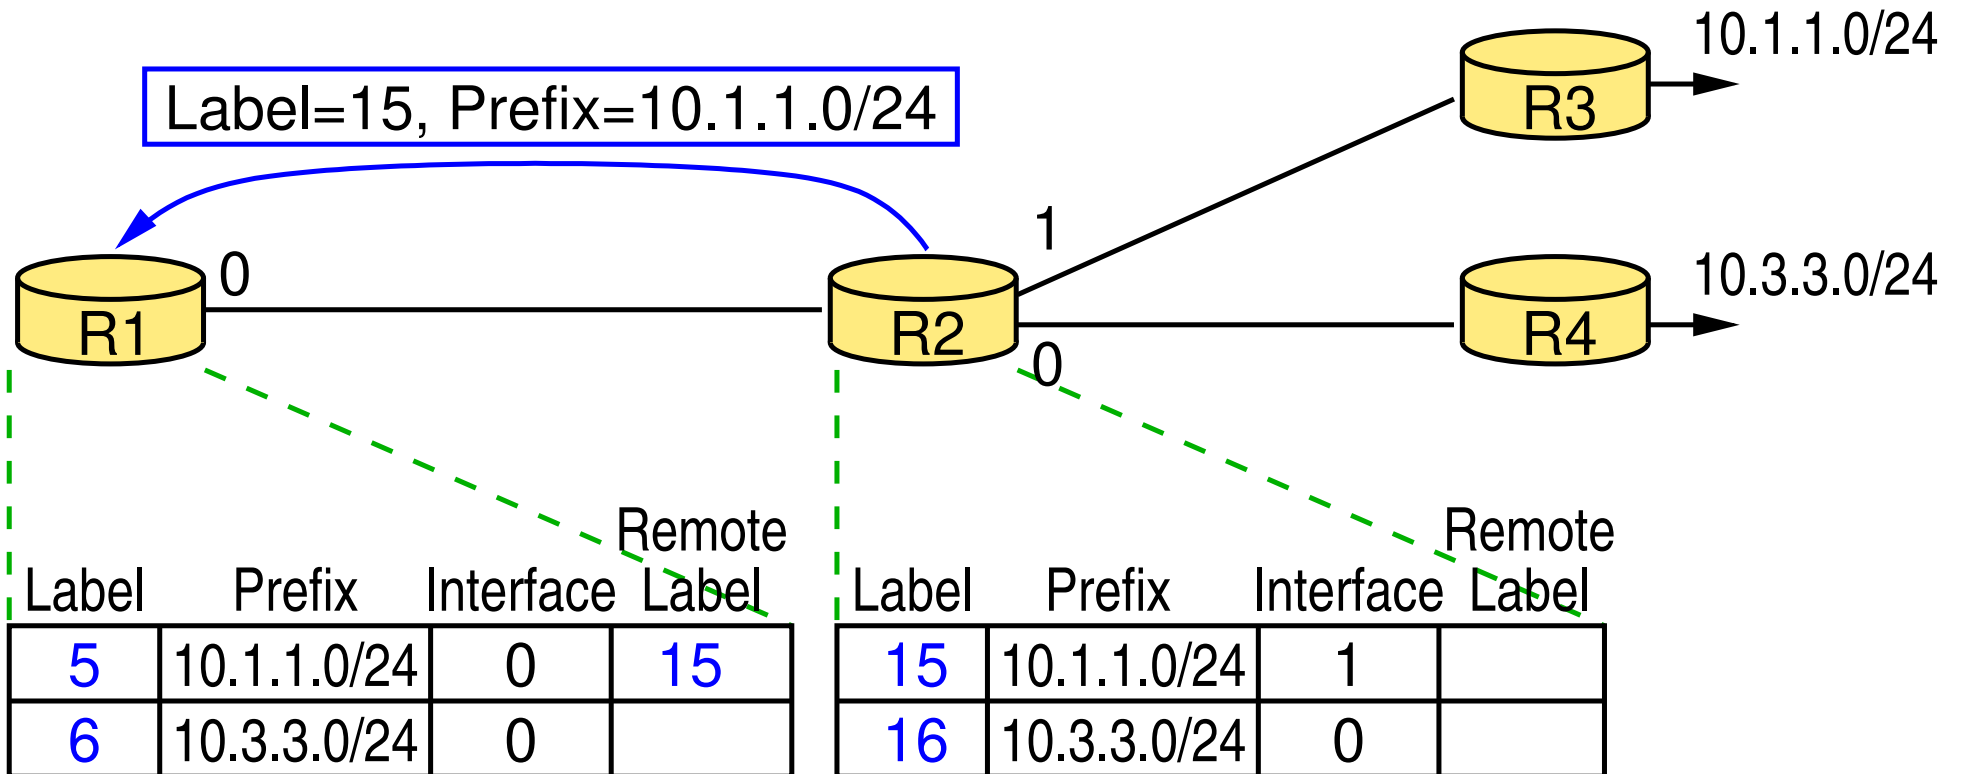 10.1.1.0/24
Label=15, Prefix=10.1.1.0/24
R3
1
0
10.3.3.0/24
R1
R2
R4
0
Remote
Label Prefix Interface Label
5 10.1.1.0/24 0 15
6 10.3.3.0/24 0
Remote
Label Prefix Interface Label
15 10.1.1.0/24 1
16 10.3.3.0/24 0